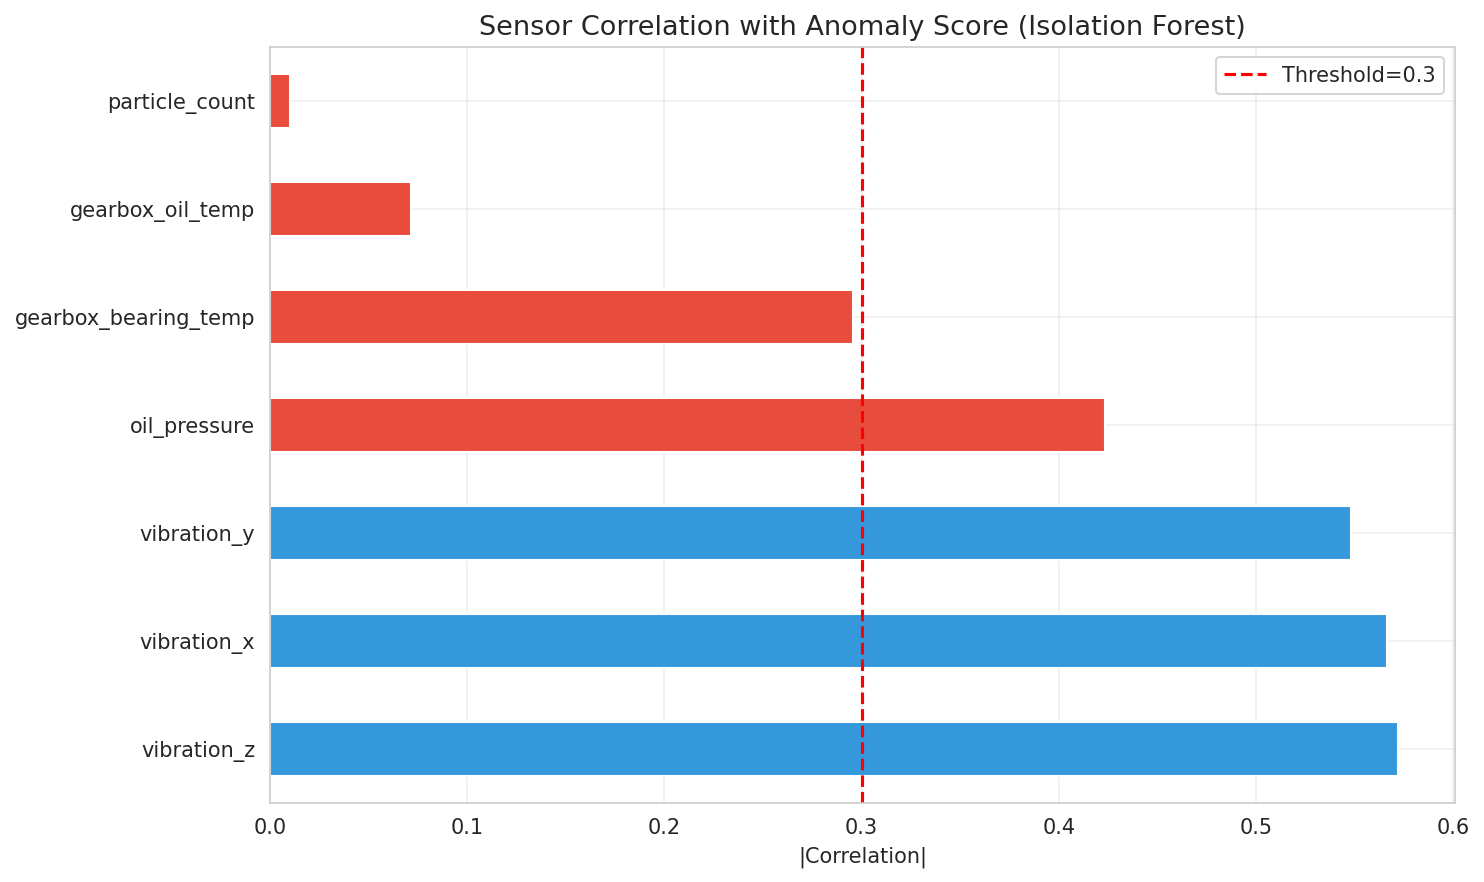 Sensor Correlation with Anomaly Score (Isolation Forest)
Threshold=0.3
particle_count
gearbox_oil_temp
gearbox_bearing_temp
oil_pressure
vibration_y
vibration_x
vibration_z
0.0 0.1 0.2 0.3 0.4 0.5 0.6
|Correlation|